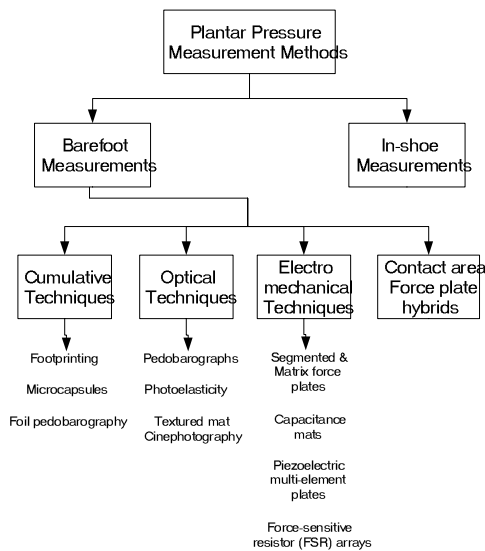 Plantar Pressure
Measurement Methods
Barefoot
Measurements
In-shoe
Measurements
Cumulative
Techniques
Optical
Techniques
Electro
mechanical
Techniques
Contact area
Force plate
hybrids
Footprinting
Microcapsules
Foil pedobarography
Pedobarographs
Photoelasticity
Textured mat
Cinephotography
Segmented &
Matrix force
plates
Capacitance
mats
Piezoelectric
multi-element
plates
Force-sensitive
resistor (FSR) arrays